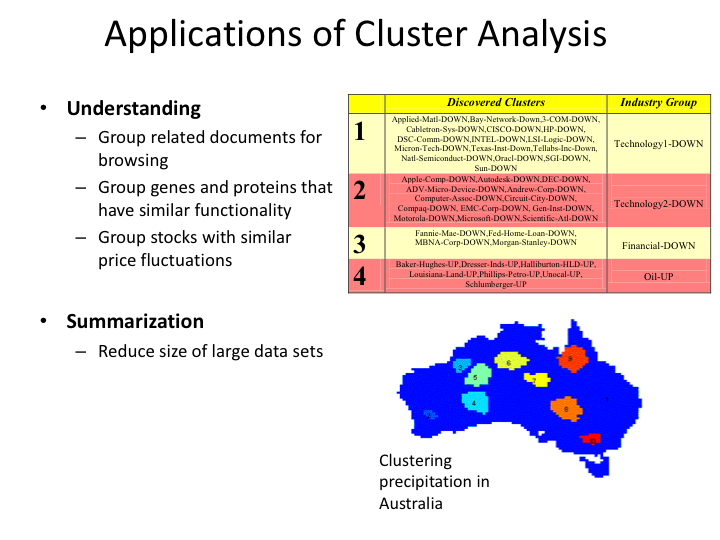 Applications of Cluster Analysis
• Understanding
– Group related documents for
browsing
– Group genes and proteins that
have similar functionality
– Group stocks with similar
price fluctuations
• Summarization
– Reduce size of large data sets
Discovered Clusters
Industry Group
1
Applied-Matl-DOWN,Bay-Network-Down,3-COM-DOWN,
Cabletron-Sys-DOWN,CISCO-DOWN,HP-DOWN,
DSC-Comm-DOWN,INTEL-DOWN,LSI-Logic-DOWN,
Micron-Tech-DOWN,Texas-Inst-Down,Tellabs-Inc-Down,
Natl-Semiconduct-DOWN,Oracl-DOWN,SGI-DOWN,
Sun-DOWN
Technology1-DOWN
2
Apple-Comp-DOWN,Autodesk-DOWN,DEC-DOWN,
ADV-Micro-Device-DOWN,Andrew-Corp-DOWN,
Computer-Assoc-DOWN,Circuit-City-DOWN,
Compaq-DOWN, EMC-Corp-DOWN, Gen-Inst-DOWN,
Motorola-DOWN,Microsoft-DOWN,Scientific-Atl-DOWN
Technology2-DOWN
3
Fannie-Mae-DOWN,Fed-Home-Loan-DOWN,
MBNA-Corp-DOWN,Morgan-Stanley-DOWN
Financial-DOWN
4
Baker-Hughes-UP,Dresser-Inds-UP,Halliburton-HLD-UP,
Louisiana-Land-UP,Phillips-Petro-UP,Unocal-UP,
Schlumberger-UP
Oil-UP
6
5
7
4
Clustering
precipitation in
Australia